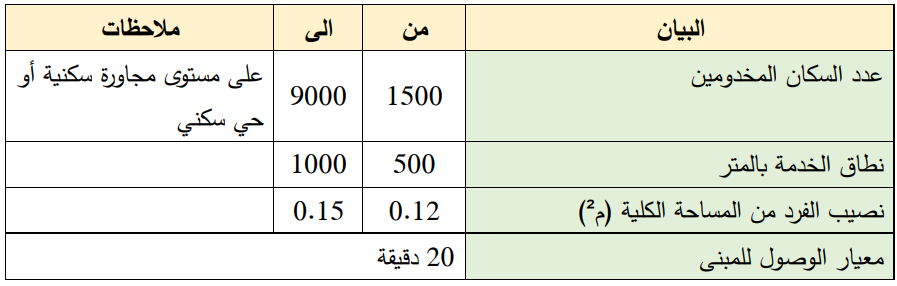 البيان من الى ملاحظات
عدد السكان المخدومين 1500 9000 على مستوى مجاورة سكنية أو
حي سكني
نطاق الخدمة بالمتر 500 1000
نصيب الفرد من المساحة الكلية (م²) 0.12 0.15
معيار الوصول للمبنى 20 دقيقة